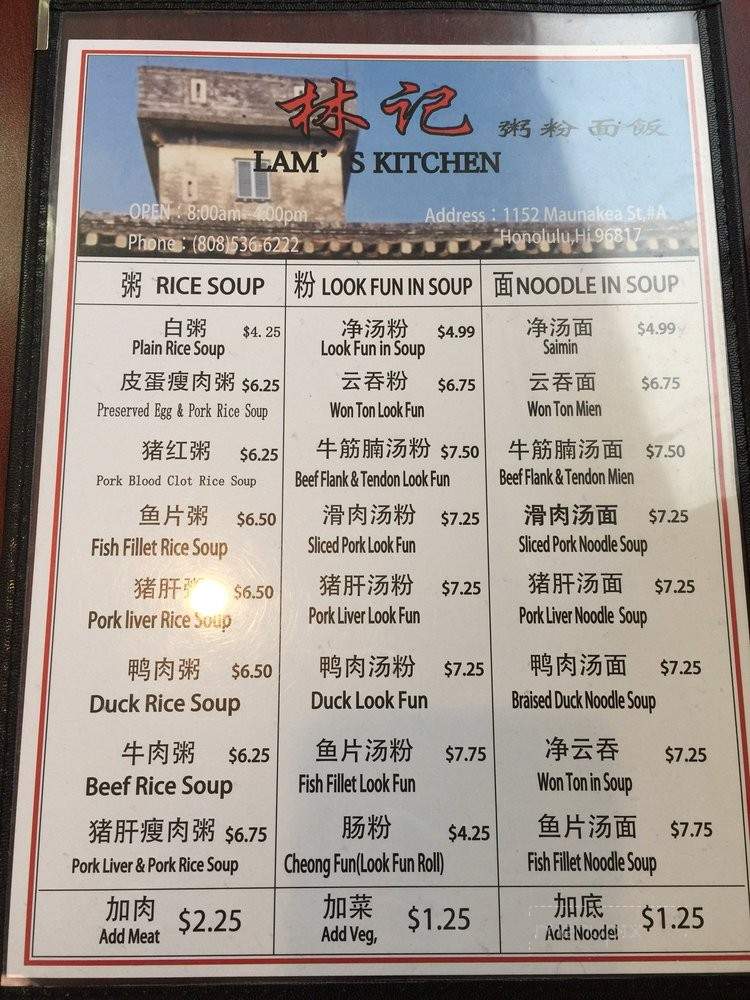 林记 粥粉面饭
LAM'S KITCHEN
OPEN：8:00am-4:00pm
Phone：(808)536-6222
Address：1152 Maunakea St,#A
Honolulu,Hi 96817
粥 RICE SOUP
白粥 $4.25
Plain Rice Soup
皮蛋瘦肉粥 $6.25
Preserved Egg & Pork Rice Soup
猪红粥 $6.25
Pork Blood Clot Rice Soup
鱼片粥 $6.50
Fish Fillet Rice Soup
猪肝 $6.50
Pork liver Rice Soup
鸭肉粥 $6.50
Duck Rice Soup
牛肉粥 $6.25
Beef Rice Soup
猪肝瘦肉粥 $6.75
Pork Liver & Pork Rice Soup
加肉 $2.25
Add Meat
粉 LOOK FUN IN SOUP
净汤粉 $4.99
Look Fun in Soup
云吞粉 $6.75
Won Ton Look Fun
牛筋腩汤粉 $7.50
Beef Flank & Tendon Look Fun
滑肉汤粉 $7.25
Sliced Pork Look Fun
猪肝汤粉 $7.25
Pork Liver Look Fun
鸭肉汤粉 $7.25
Duck Look Fun
鱼片汤粉 $7.75
Fish Fillet Look Fun
肠粉 $4.25
Cheong Fun(Look Fun Roll)
加菜 $1.25
Add Veg,
面 NOODLE IN SOUP
净汤面 $4.99
Saimin
云吞面 $6.75
Won Ton Mien
牛筋腩汤面 $7.50
Beef Flank & Tendon Mien
滑肉汤面 $7.25
Sliced Pork Noodle Soup
猪肝汤面 $7.25
Pork Liver Noodle Soup
鸭肉汤面 $7.25
Braised Duck Noodle Soup
净云吞 $7.25
Won Ton in Soup
鱼片汤面 $7.75
Fish Fillet Noodle Soup
加底 $1.25
Add Noodel